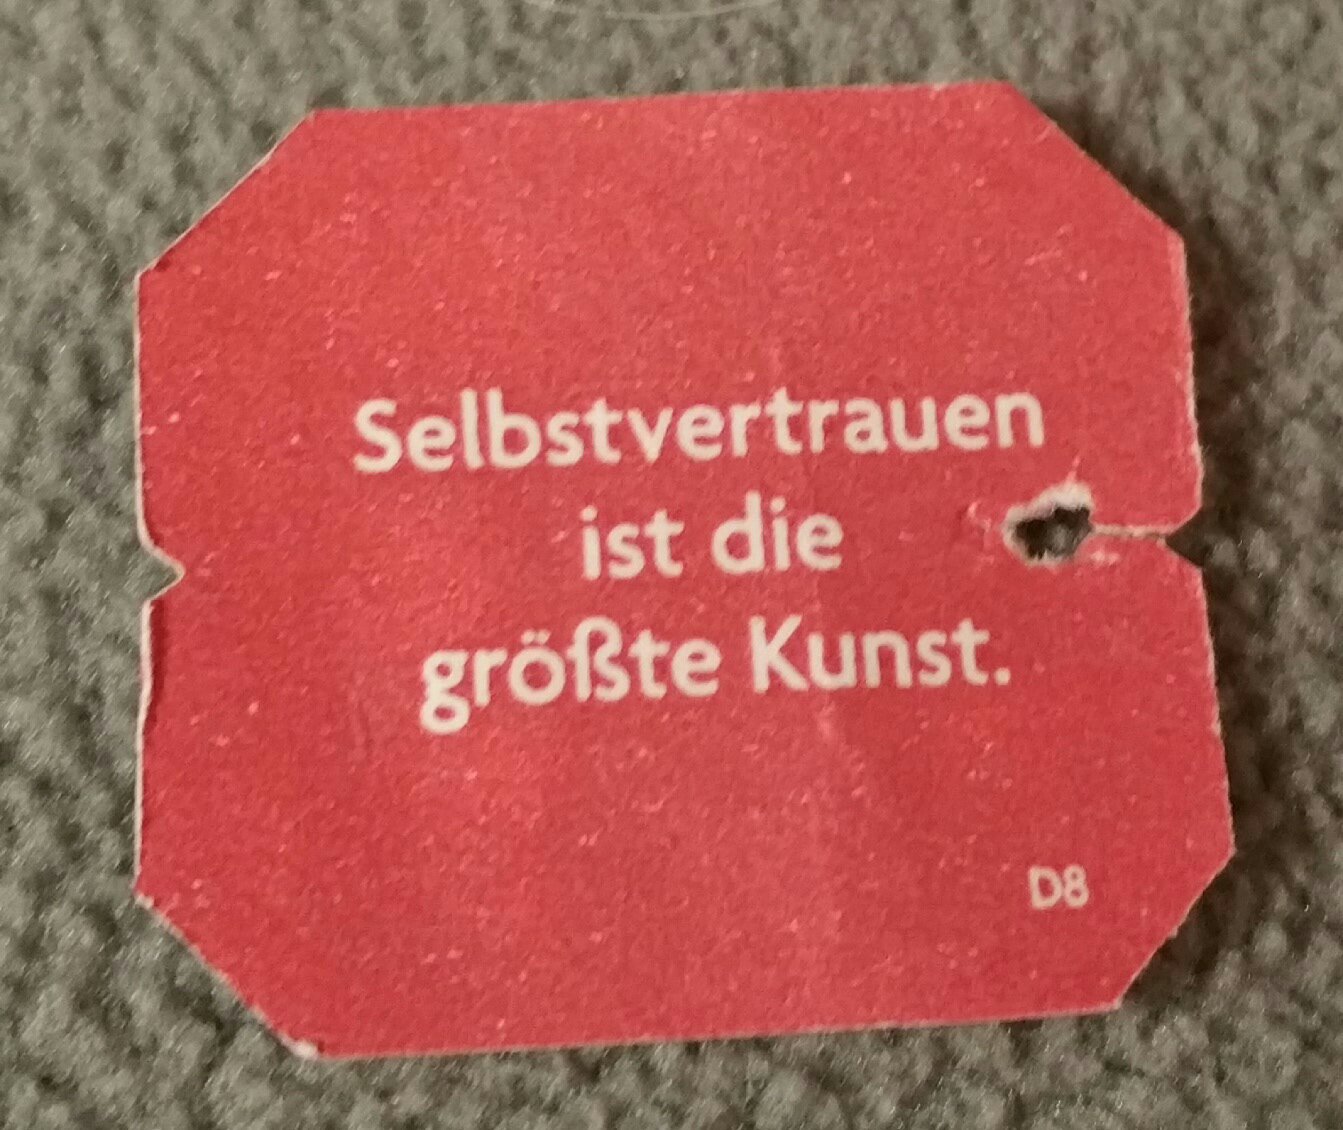 Selbstvertrauen
ist die
größte Kunst.
D8